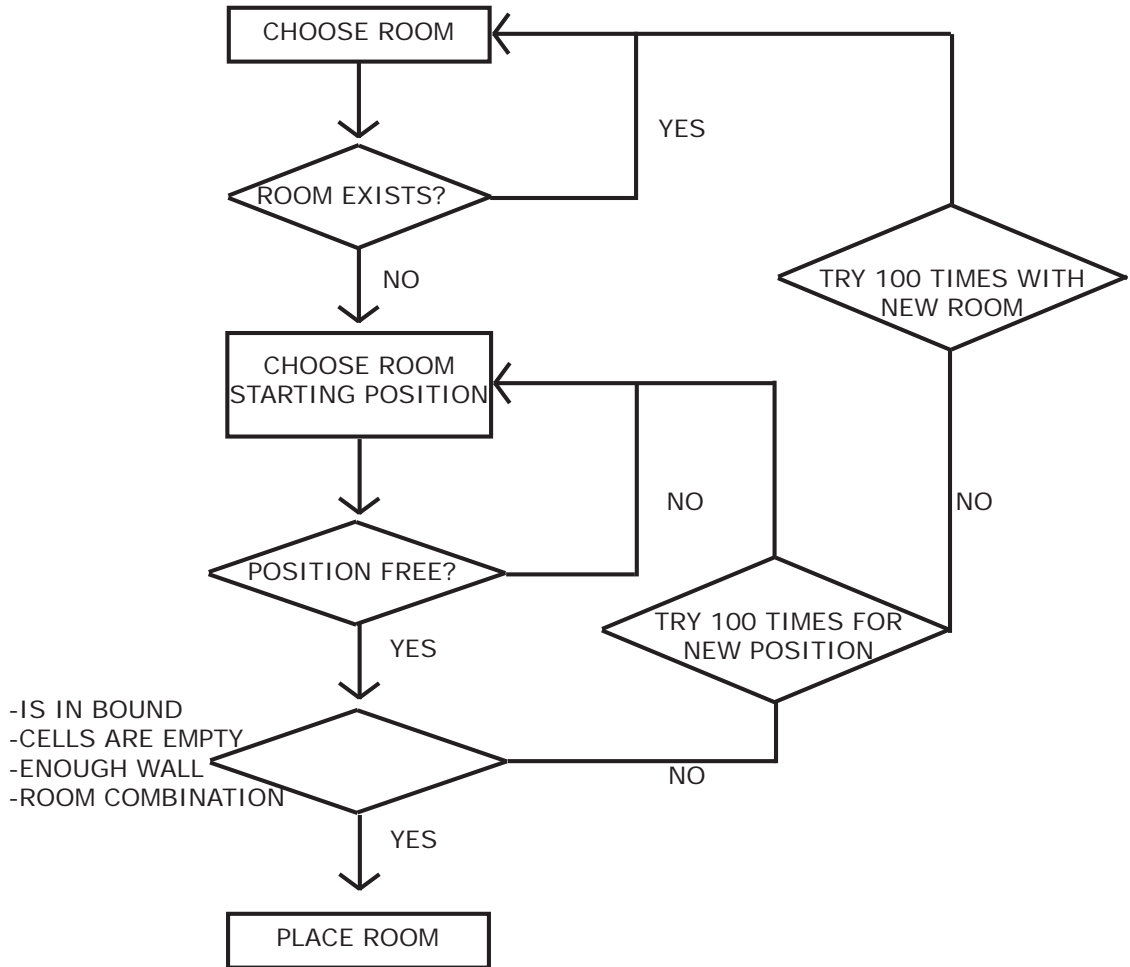 CHOOSE ROOM
YES
ROOM EXISTS?
NO
TRY 100 TIMES WITH
NEW ROOM
CHOOSE ROOM
STARTING POSITION
NO
NO
POSITION FREE?
TRY 100 TIMES FOR
NEW POSITION
YES
-IS IN BOUND
-CELLS ARE EMPTY
-ENOUGH WALL
-ROOM COMBINATION
NO
YES
PLACE ROOM